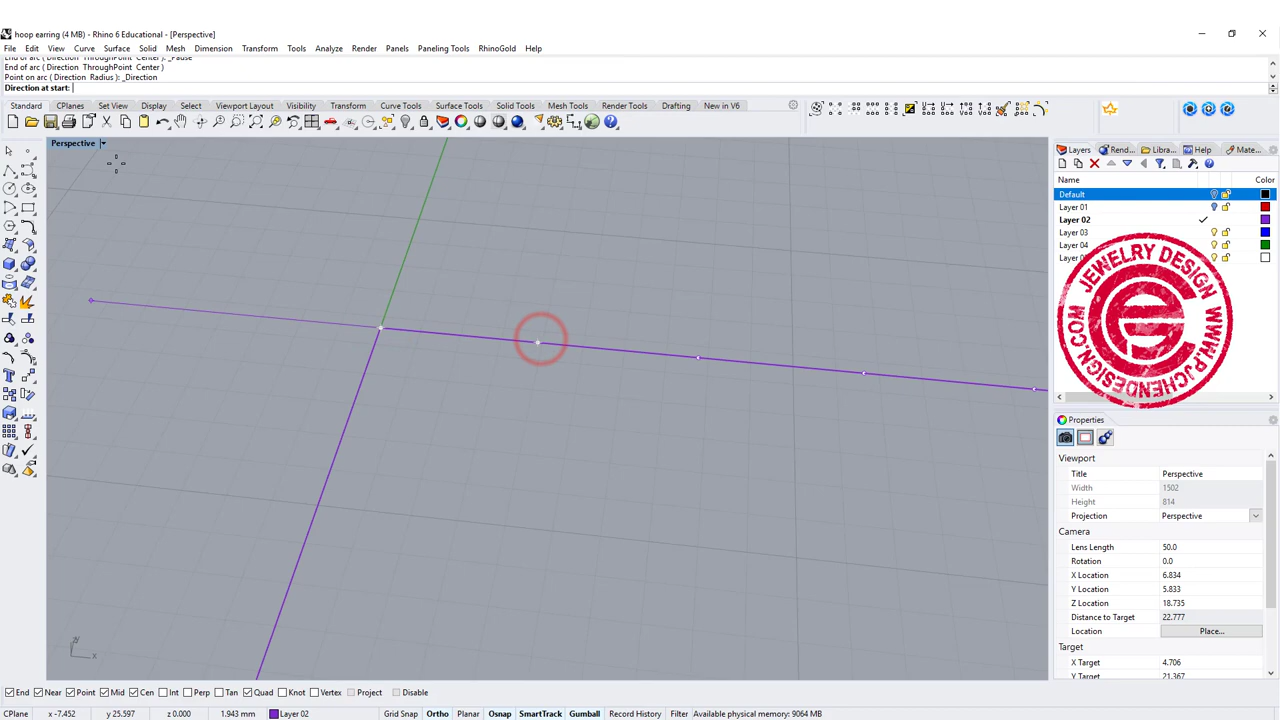 hoop earring (4 MB) - Rhino 6 Educational - [Perspective]
File Edit View Curve Surface Solid Mesh Dimension Transform Tools Analyze Render Panels Paneling Tools RhinoGold Help
End of arc ( Direction ThroughPoint Center ): _Pause
End of arc ( Direction ThroughPoint Center )
Point on arc ( Direction Radius ): _Direction
Direction at start:
Standard CPlanes Set View Display Select Viewport Layout Visibility Transform Curve Tools Surface Tools Solid Tools Mesh Tools Render Tools Drafting New in V6
Perspective
Layers Rend... Libra... Help Mate...
Name Color
Default
Layer 01
Layer 02
Layer 03
Layer 04
JEWELRY DESIGN WWW.PJCHENDESIGN.COM
Properties
Viewport
Title Perspective
Width 1502
Height 814
Projection Perspective
Camera
Lens Length 50.0
Rotation 0.0
X Location 6.834
Y Location 5.833
Z Location 18.735
Distance to Target 22.777
Location Place...
Target
X Target 4.706
Y Target 21.367
y
x
End Near Point Mid Cen Int Perp Tan Quad Knot Vertex Project Disable
CPlane x -7.452 y 25.597 z 0.000 1.943 mm Layer 02 Grid Snap Ortho Planar Osnap SmartTrack Gumball Record History Filter Available physical memory: 9064 MB